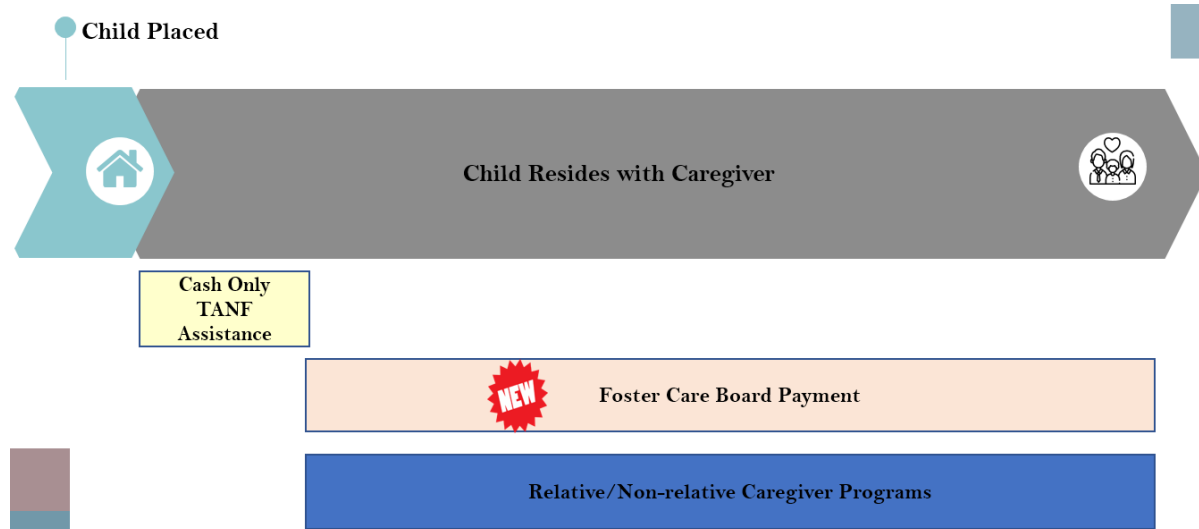 Child Placed
Child Resides with Caregiver
Cash Only
TANF
Assistance
NEW
Foster Care Board Payment
Relative/Non-relative Caregiver Programs